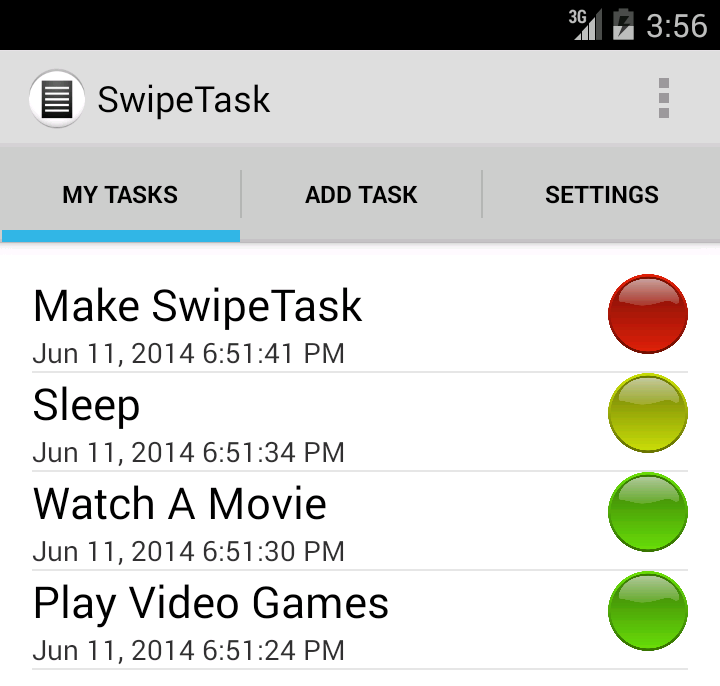 3G 3:56
SwipeTask
MY TASKS ADD TASK SETTINGS
Make SwipeTask
Jun 11, 2014 6:51:41 PM
Sleep
Jun 11, 2014 6:51:34 PM
Watch A Movie
Jun 11, 2014 6:51:30 PM
Play Video Games
Jun 11, 2014 6:51:24 PM